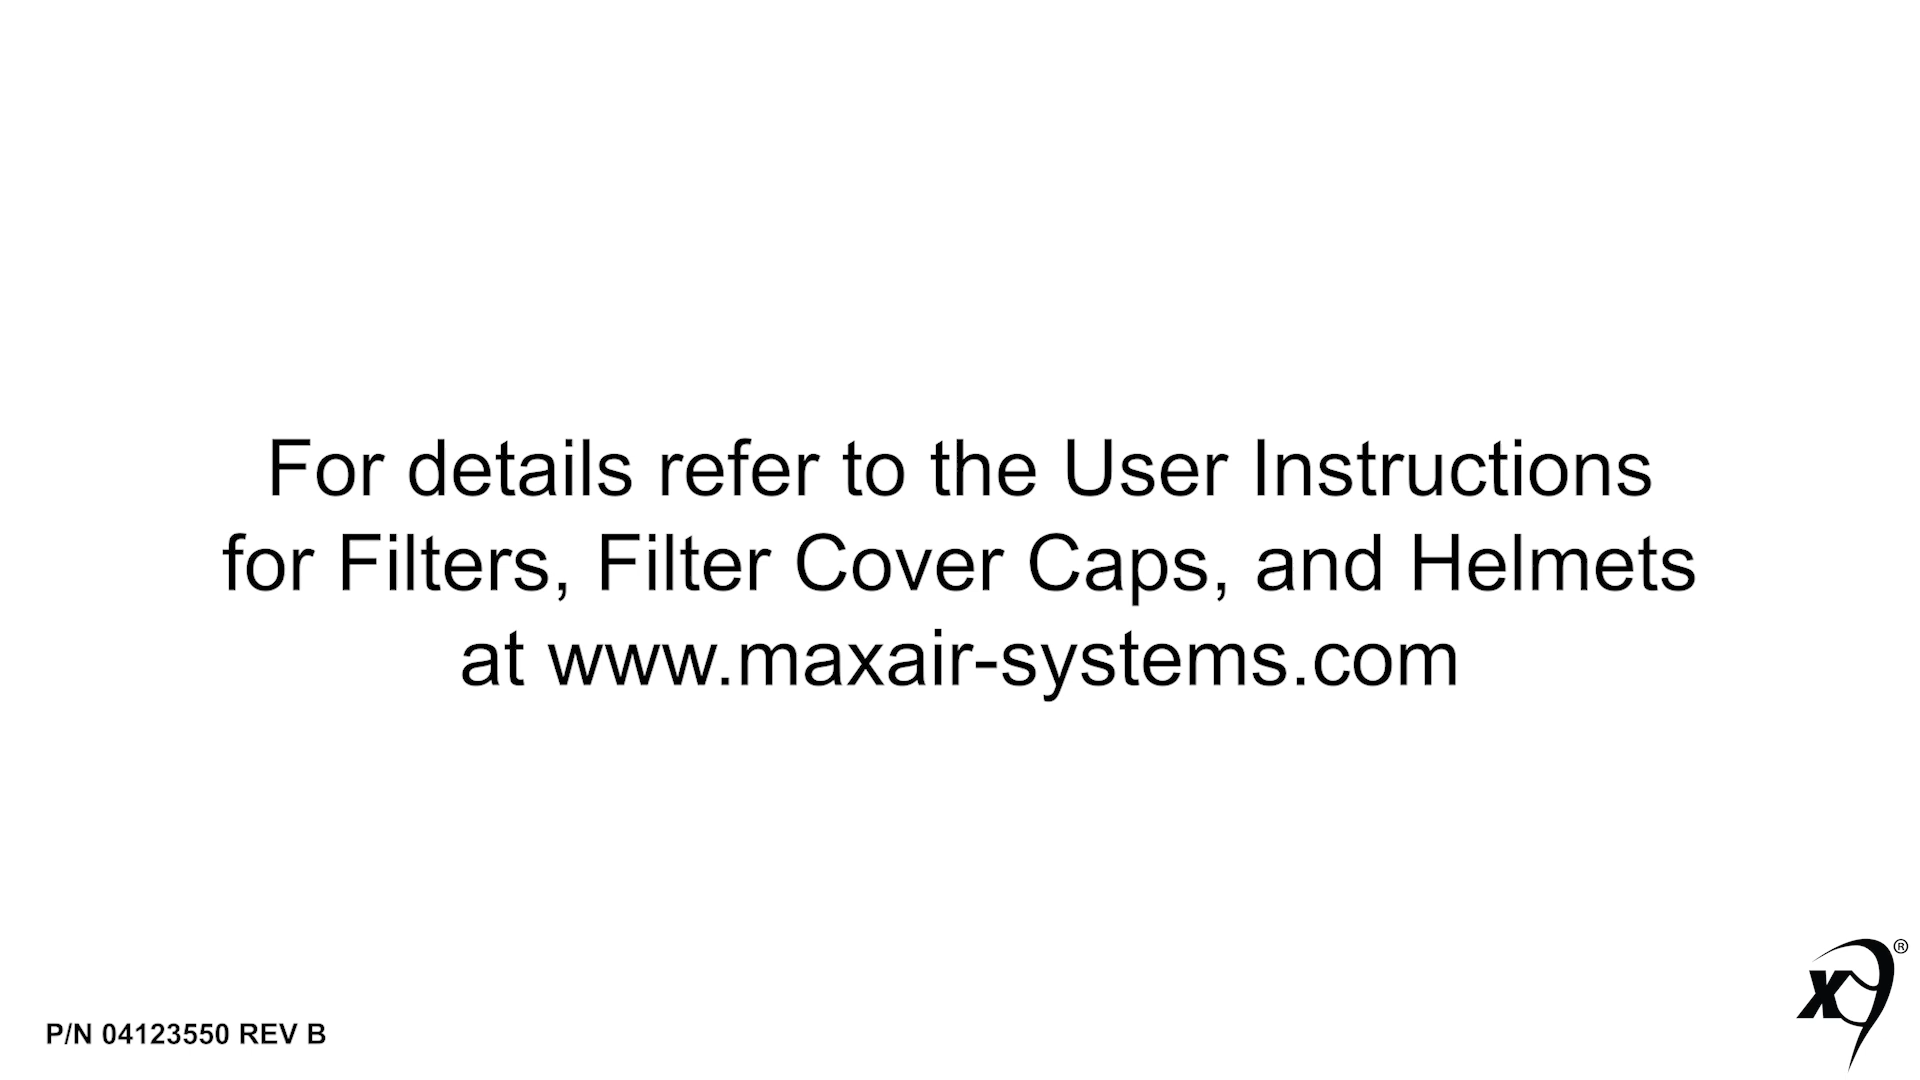 For details refer to the User Instructions
for Filters, Filter Cover Caps, and Helmets
at www.maxair-systems.com
x
®
P/N 04123550 REV B